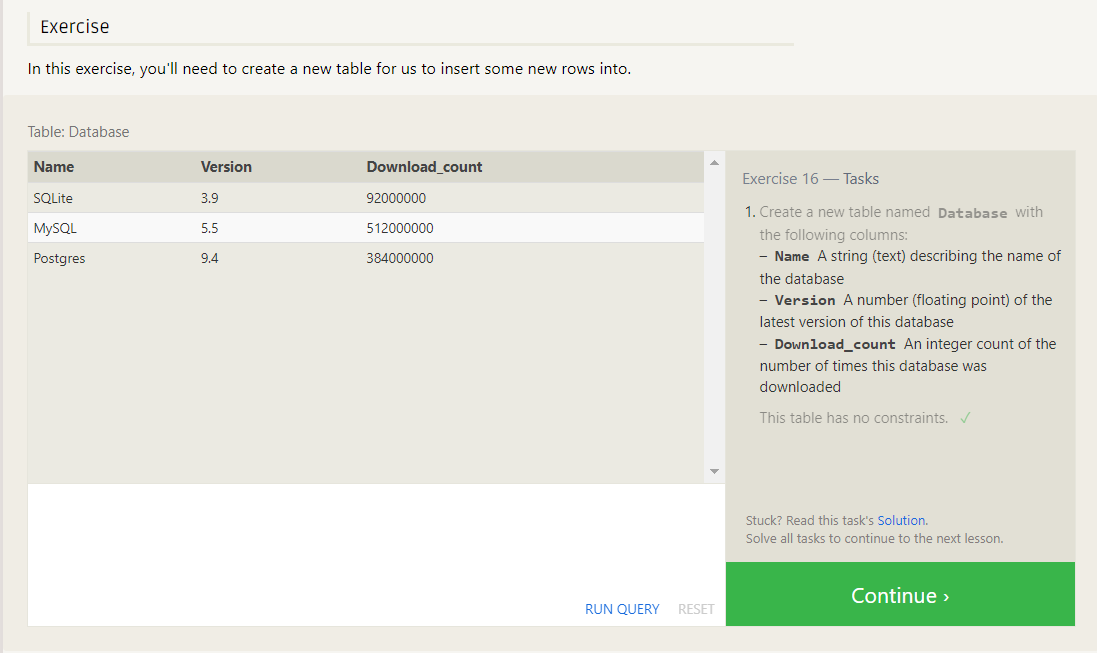 Exercise
In this exercise, you'll need to create a new table for us to insert some new rows into.
Table: Database
Name Version Download_count
SQLite 3.9 92000000
MySQL 5.5 512000000
Postgres 9.4 384000000
RUN QUERY RESET
Exercise 16 — Tasks
1. Create a new table named Database with
the following columns:
– Name A string (text) describing the name of
the database
– Version A number (floating point) of the
latest version of this database
– Download_count An integer count of the
number of times this database was
downloaded
This table has no constraints. ✓
Stuck? Read this task's Solution.
Solve all tasks to continue to the next lesson.
Continue ›